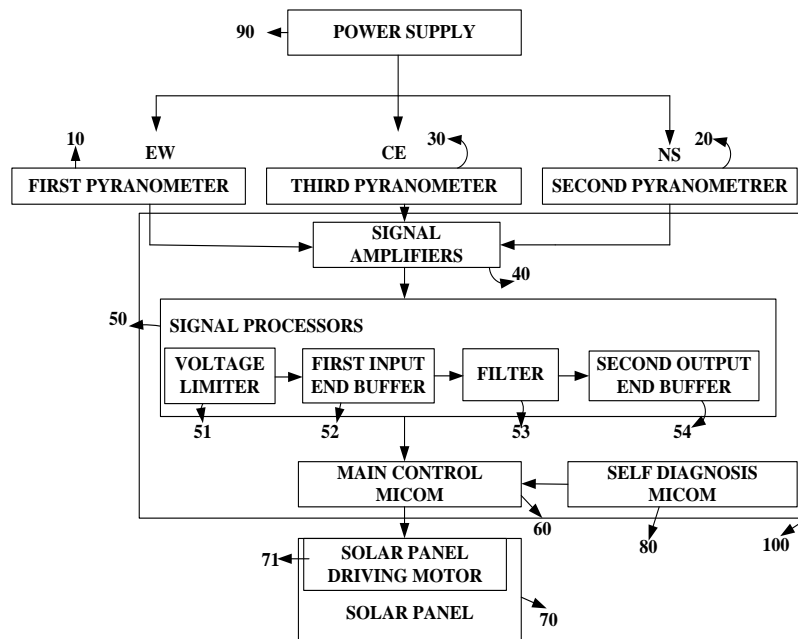 90
POWER SUPPLY
10
EW
CE
30
NS
20
FIRST PYRANOMETER
THIRD PYRANOMETER
SECOND PYRANOMETRER
SIGNAL
AMPLIFIERS
40
50
SIGNAL PROCESSORS
VOLTAGE
LIMITER
FIRST INPUT
END BUFFER
FILTER
SECOND OUTPUT
END BUFFER
51
52
53
54
MAIN CONTROL
MICOM
SELF DIAGNOSIS
MICOM
60
80
100
71
SOLAR PANEL
DRIVING MOTOR
SOLAR PANEL
70